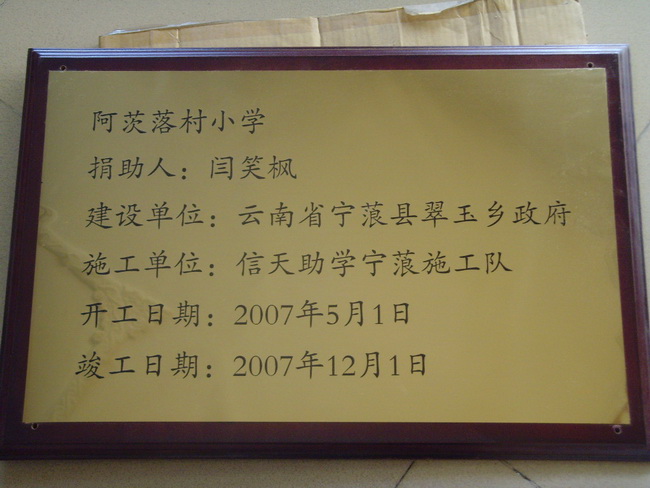 阿茨落村小学
捐助人：闫笑枫
建设单位：云南省宁蒗县翠玉乡政府
施工单位：信天助学宁蒗施工队
开工日期：2007年5月1日
竣工日期：2007年12月1日